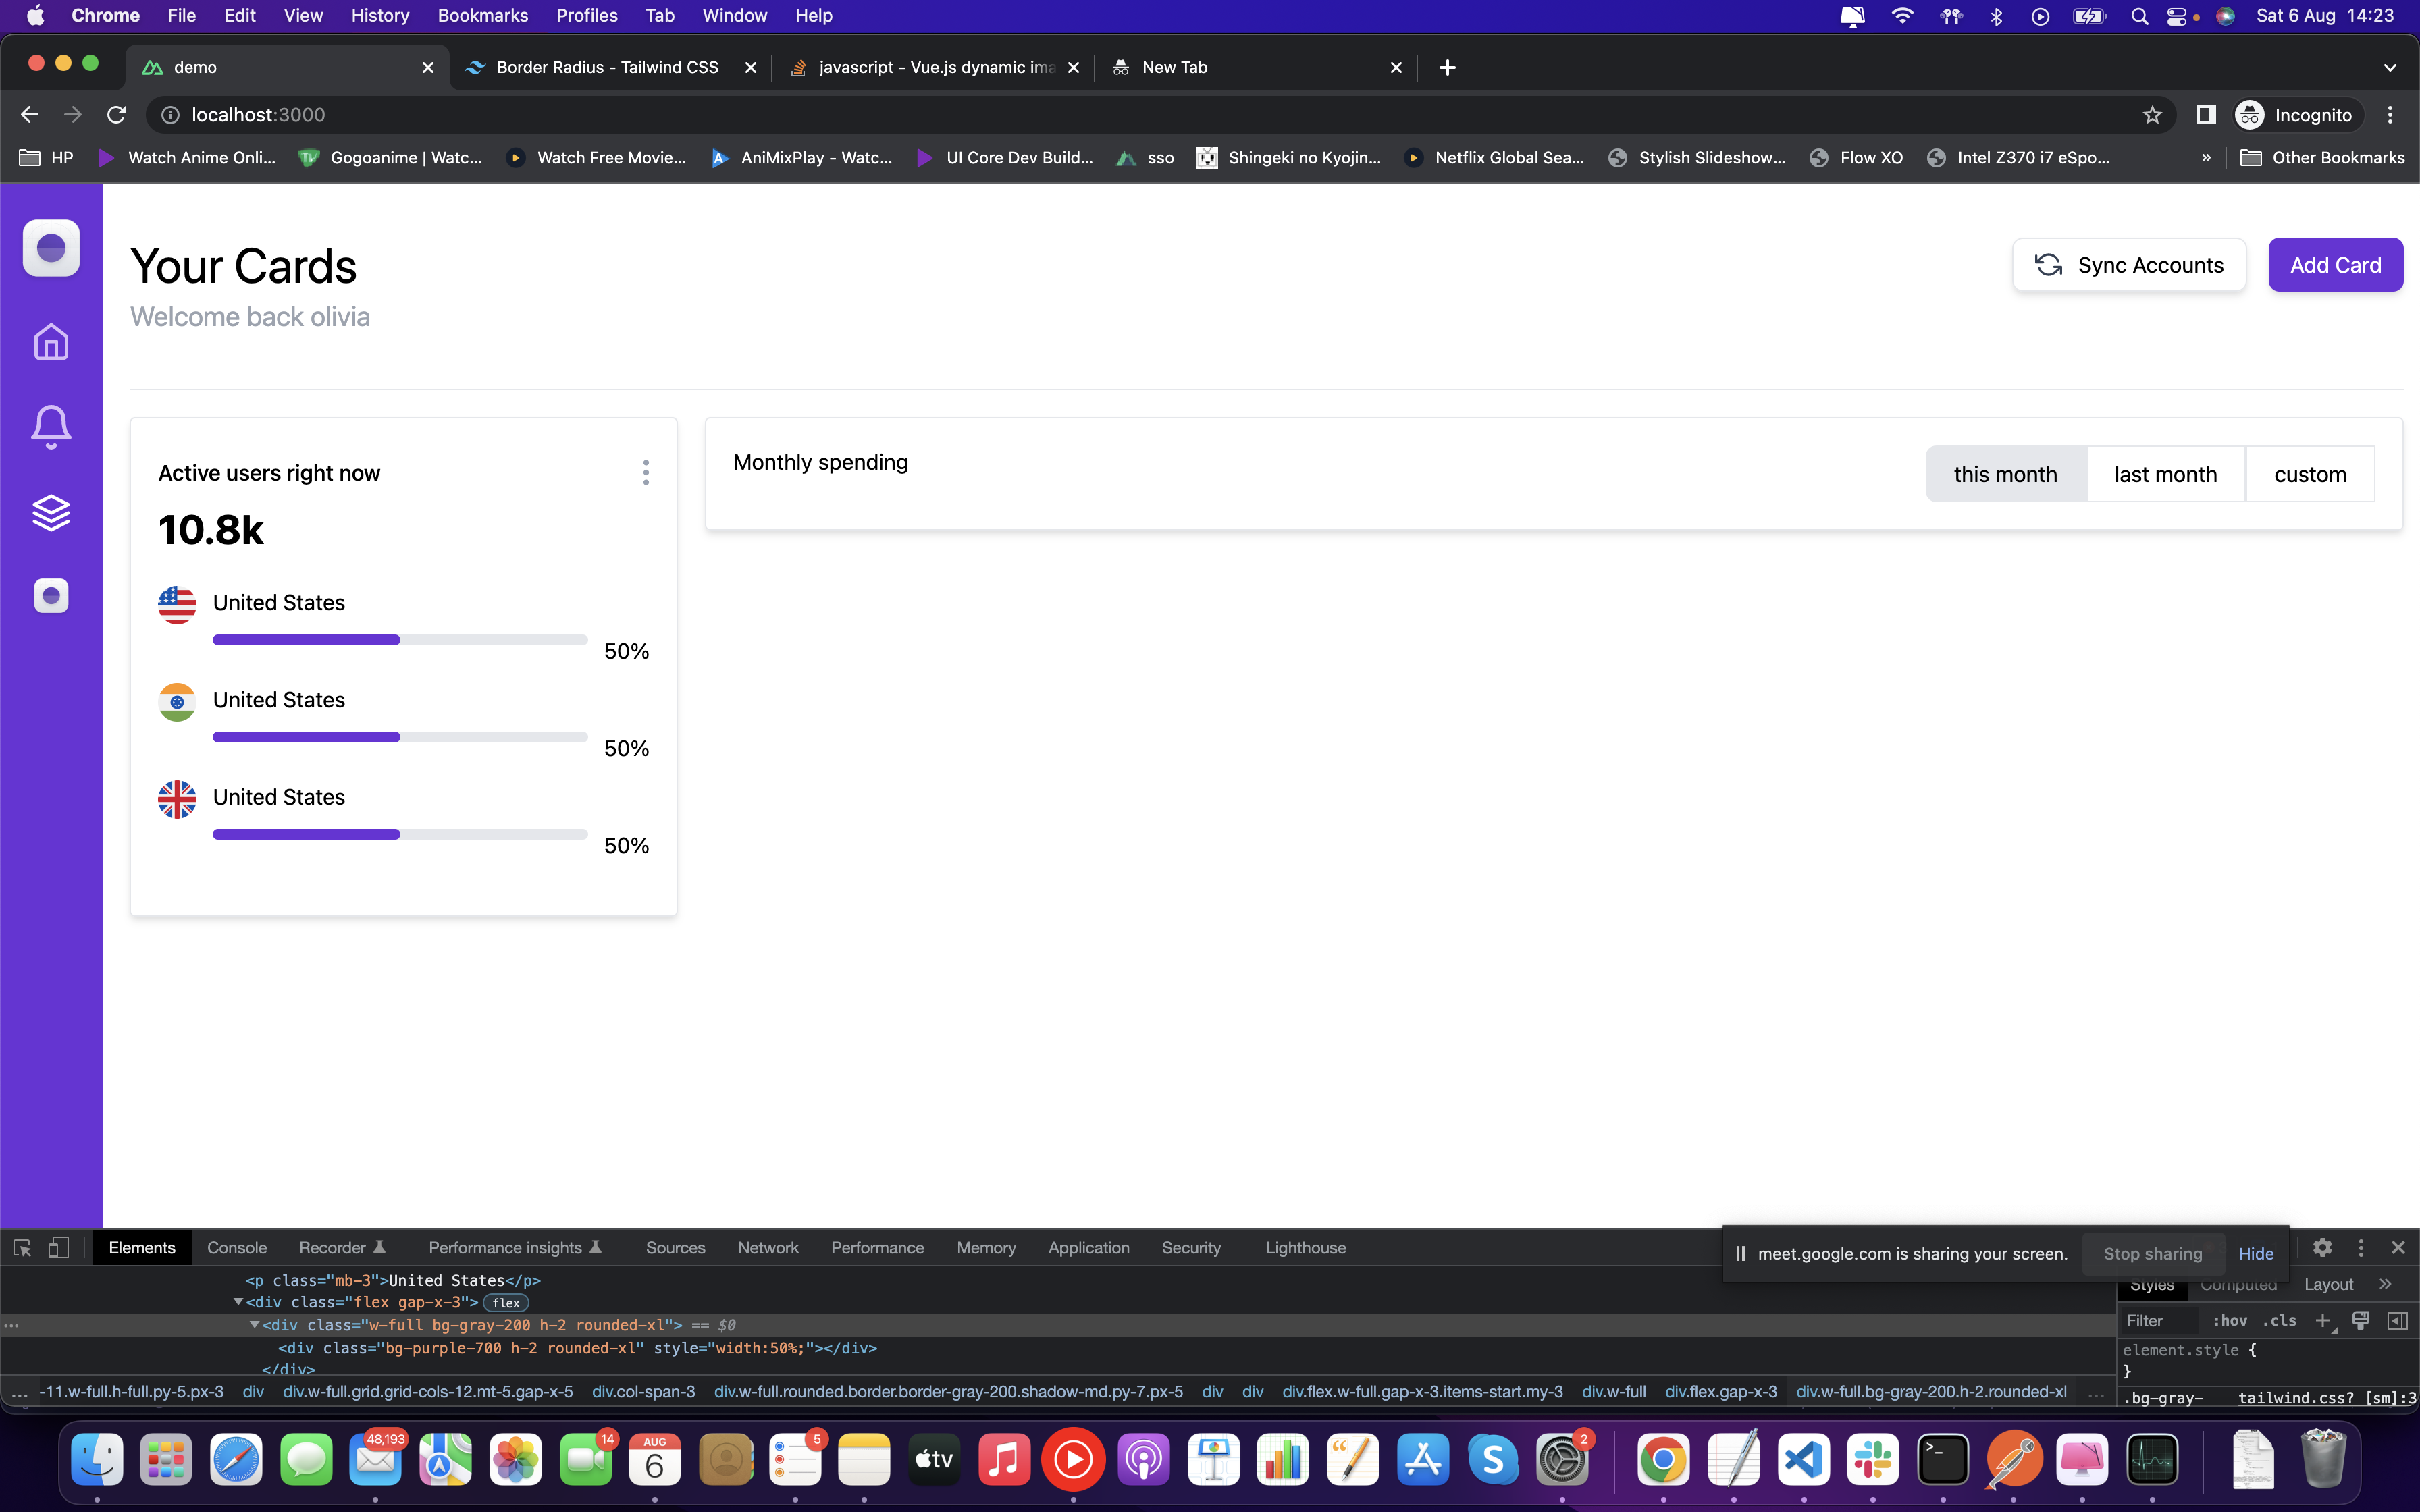 Chrome File Edit View History Bookmarks Profiles Tab Window Help Sat 6 Aug 14:23
demo Border Radius - Tailwind CSS javascript - Vue.js dynamic ima New Tab
localhost:3000 Incognito
HP Watch Anime Onli... Gogoanime | Watc... Watch Free Movie... AniMixPlay - Watc... UI Core Dev Build... sso Shingeki no Kyojin... Netflix Global Sea... Stylish Slideshow... Flow XO Intel Z370 i7 eSpo... » Other Bookmarks
Your Cards
Welcome back olivia
Sync Accounts Add Card
Active users right now
10.8k
United States
50%
United States
50%
United States
50%
Monthly spending
this month last month custom
Elements Console Recorder Performance insights Sources Network Performance Memory Application Security Lighthouse
meet.google.com is sharing your screen. Stop sharing Hide
<p class="mb-3">United States</p>
<div class="flex gap-x-3"> flex
... <div class="w-full bg-gray-200 h-2 rounded-xl"> == $0
<div class="bg-purple-700 h-2 rounded-xl" style="width:50%;"></div>
</div>
... -11.w-full.h-full.py-5.px-3 div div.w-full.grid.grid-cols-12.mt-5.gap-x-5 div.col-span-3 div.w-full.rounded.border.border-gray-200.shadow-md.py-7.px-5 div div div.flex.w-full.gap-x-3.items-start.my-3 div.w-full div.flex.gap-x-3 div.w-full.bg-gray-200.h-2.rounded-xl ...
Styles Computed Layout »
Filter :hov .cls
element.style {
}
.bg-gray- tailwind.css? [sm]:3
48,193 14 AUG 6 5 tv 2